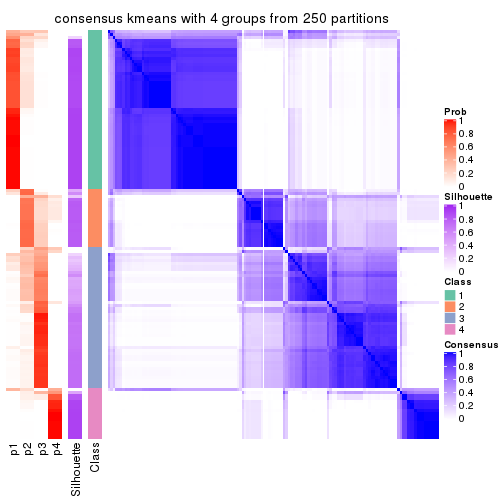 consensus kmeans with 4 groups from 250 partitions
Prob
1
0.8
0.6
0.4
0.2
0
Silhouette
1
0.8
0.6
0.4
0.2
0
Class
1
2
3
4
Consensus
1
0.8
0.6
0.4
0.2
0
p1
p2
p3
p4
Silhouette
Class